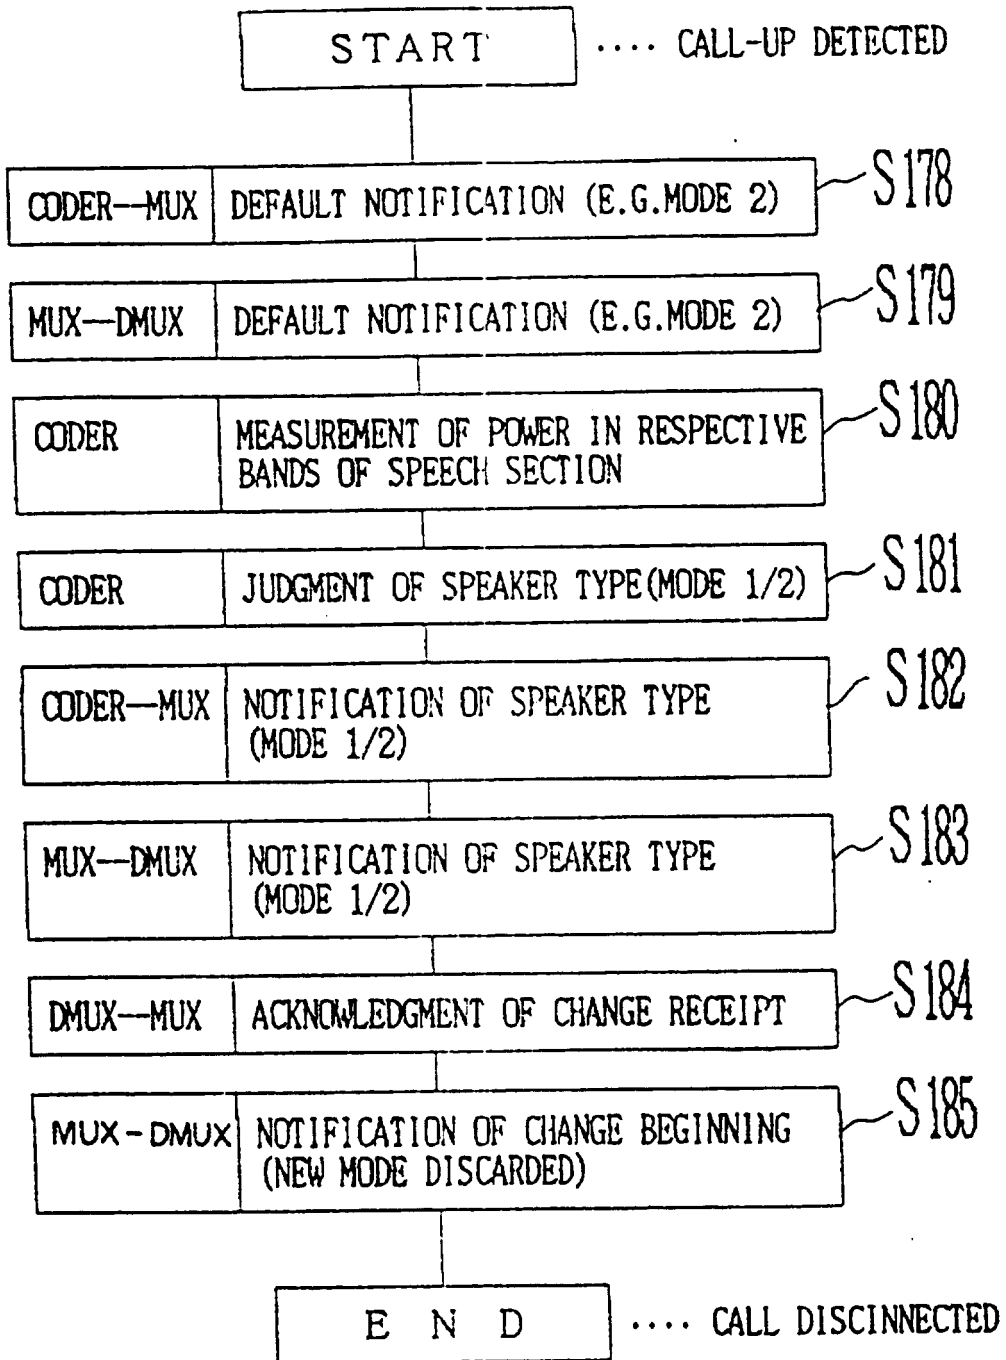 START .... CALL-UP DETECTED
CODER--MUX DEFAULT NOTIFICATION (E.G.MODE 2) S178
MUX--DMUX DEFAULT NOTIFICATION (E.G.MODE 2) S179
CODER MEASUREMENT OF POWER IN RESPECTIVE S180
BANDS OF SPEECH SECTION
CODER JUDGMENT OF SPEAKER TYPE(MODE 1/2) S181
CODER--MUX NOTIFICATION OF SPEAKER TYPE S182
(MODE 1/2)
MUX--DMUX NOTIFICATION OF SPEAKER TYPE S183
(MODE 1/2)
DMUX--MUX ACKNOWLEDGMENT OF CHANGE RECEIPT S184
MUX-DMUX NOTIFICATION OF CHANGE BEGINNING S185
(NEW MODE DISCARDED)
END .... CALL DISCINNECTED